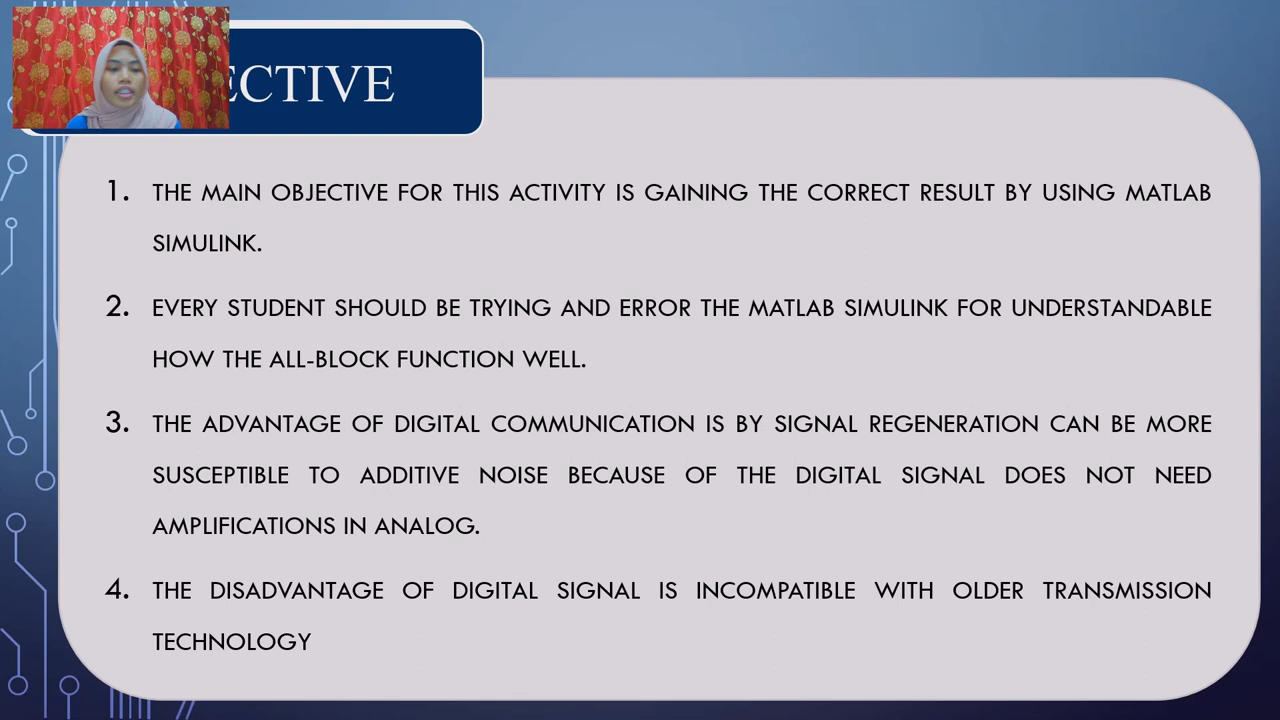 ECTIVE
1. THE MAIN OBJECTIVE FOR THIS ACTIVITY IS GAINING THE CORRECT RESULT BY USING MATLAB
SIMULINK.
2. EVERY STUDENT SHOULD BE TRYING AND ERROR THE MATLAB SIMULINK FOR UNDERSTANDABLE
HOW THE ALL-BLOCK FUNCTION WELL.
3. THE ADVANTAGE OF DIGITAL COMMUNICATION IS BY SIGNAL REGENERATION CAN BE MORE
SUSCEPTIBLE TO ADDITIVE NOISE BECAUSE OF THE DIGITAL SIGNAL DOES NOT NEED
AMPLIFICATIONS IN ANALOG.
4. THE DISADVANTAGE OF DIGITAL SIGNAL IS INCOMPATIBLE WITH OLDER TRANSMISSION
TECHNOLOGY